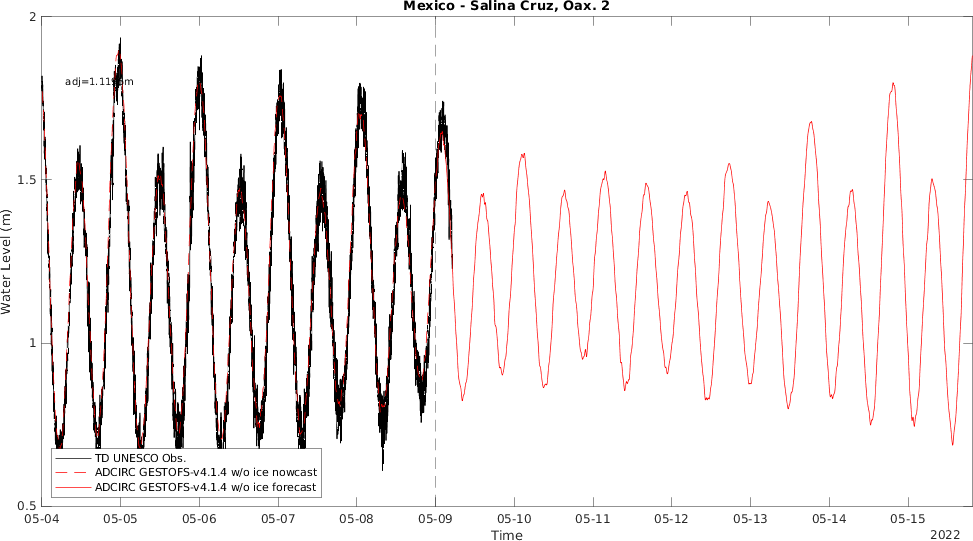 Mexico - Salina Cruz, Oax. 2
Water Level (m)
2
1.5
1
0.5
TD UNESCO Obs.
ADCIRC GESTOFS-v4.1.4 w/o ice nowcast
ADCIRC GESTOFS-v4.1.4 w/o ice forecast
05-04 05-05 05-06 05-07 05-08 05-09 05-10 05-11 05-12 05-13 05-14 05-15
Time
2022